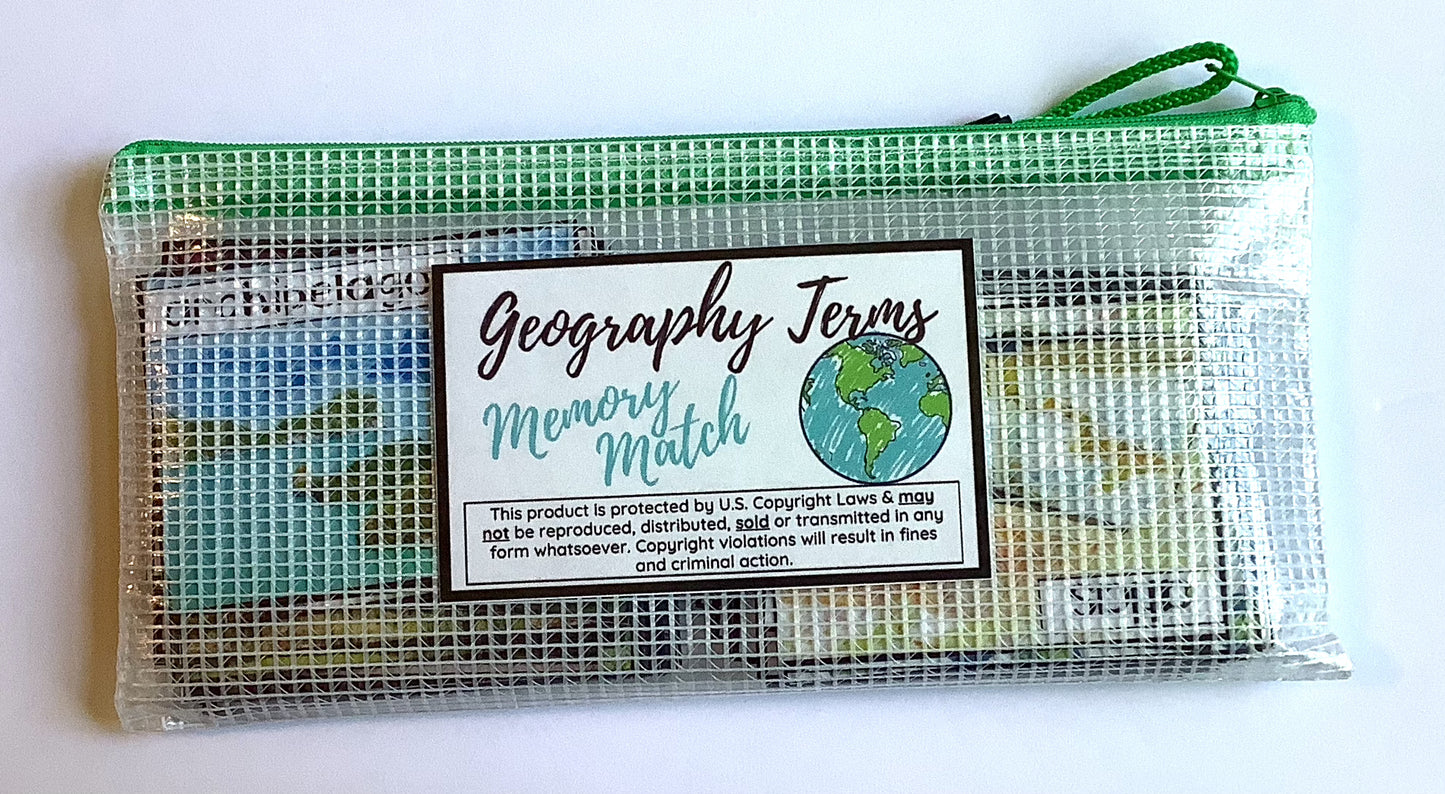 archipelago
Geography Terms
Memory
Match
This product is protected by U.S. Copyright Laws & may
not be reproduced, distributed, sold or transmitted in any
form whatsoever. Copyright violations will result in fines
and criminal action.